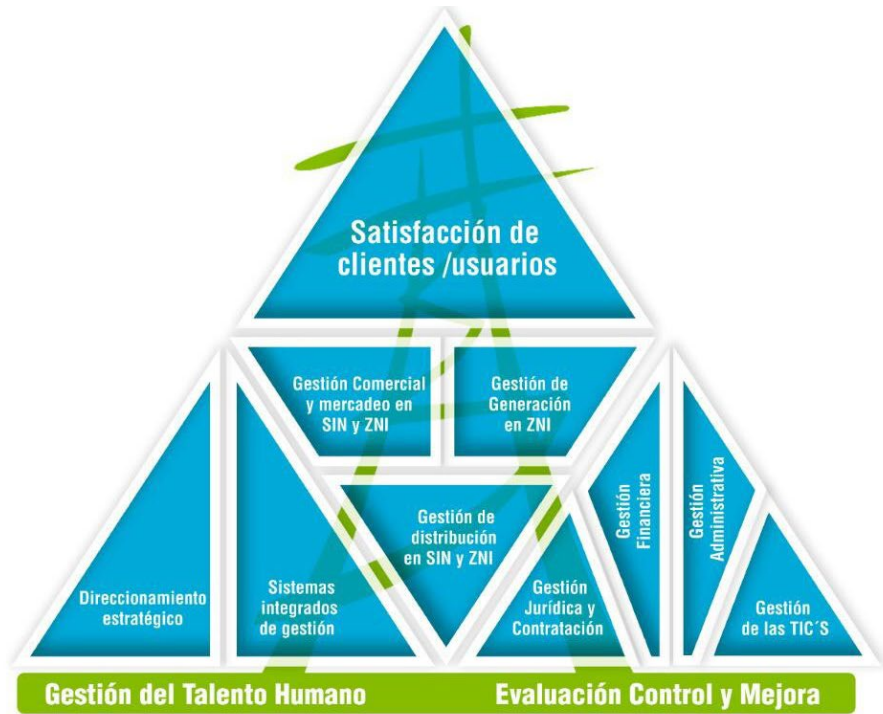 Satisfacción de
clientes /usuarios
Gestión Comercial
y mercadeo en
SIN y ZNI
Gestión de
Generación
en ZNI
Gestión de
distribución
en SIN y ZNI
Direccionamiento
estratégico
Sistemas
integrados
de gestión
Gestión
Jurídica y
Contratación
Gestión
Financiera
Gestión
Administrativa
Gestión
de las TIC´S
Gestión del Talento Humano
Evaluación Control y Mejora